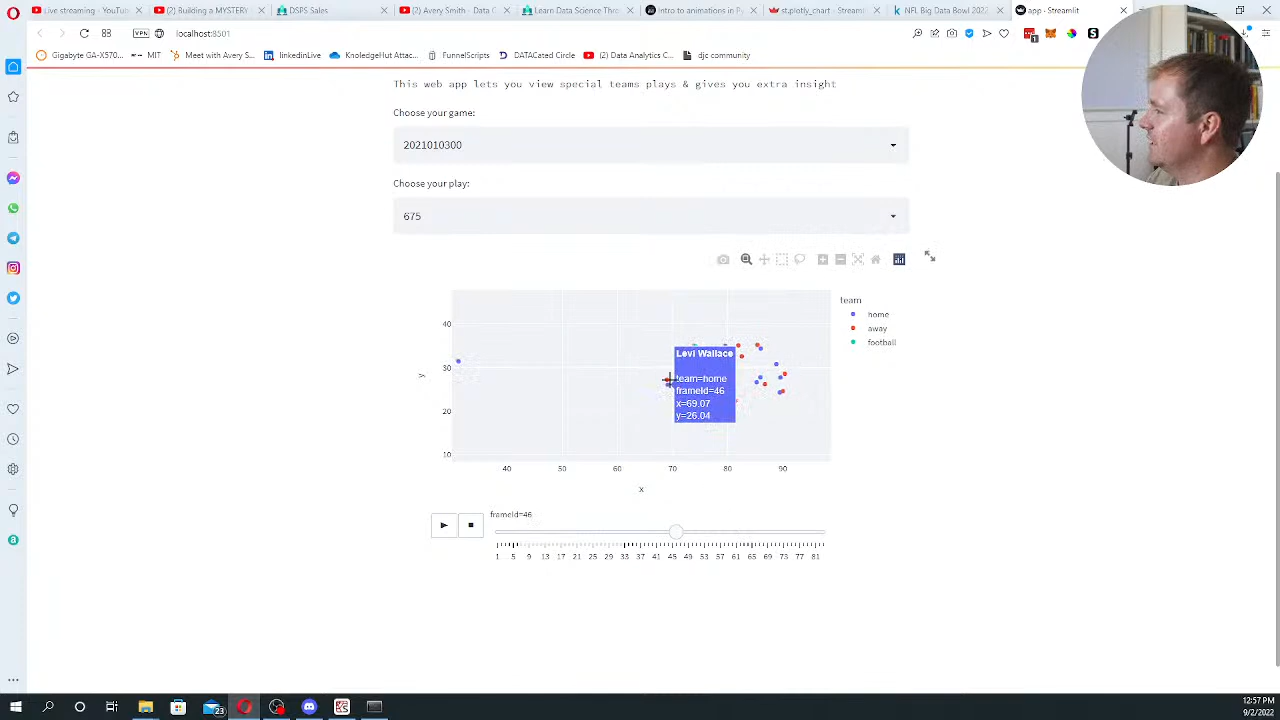 Live streaming - YouTu
(2) Building a MYSTERY
DSPS Sales
(2) Avery Smith - Data C
Learn Data Science Thro
Intro to animations i
st.plotly_chart - Streamli
NFL Big Data Bowl 2022
app · Streamlit
VPN
localhost:8501
1
Gigabyte GA-X570...
MIT
Meet with Avery S...
linkedinLive
KnoledgeHut Attac...
FunnelScripts
DATACated Circle
(2) Data Analytics C...
djc community
This web app lets you view special teams plays & gives you extra insight
Choose your game:
2021010300
Choose your play:
675
team
home
away
football
40
30
20
10
y
Levi Wallace
team=home
frameId=46
x=69.07
y=26.04
40 50 60 70 80 90
x
frameId=46
1 5 9 13 17 21 25 29 33 37 41 45 49 53 57 61 65 69 73 77 81
23
12:57 PM
9/2/2022